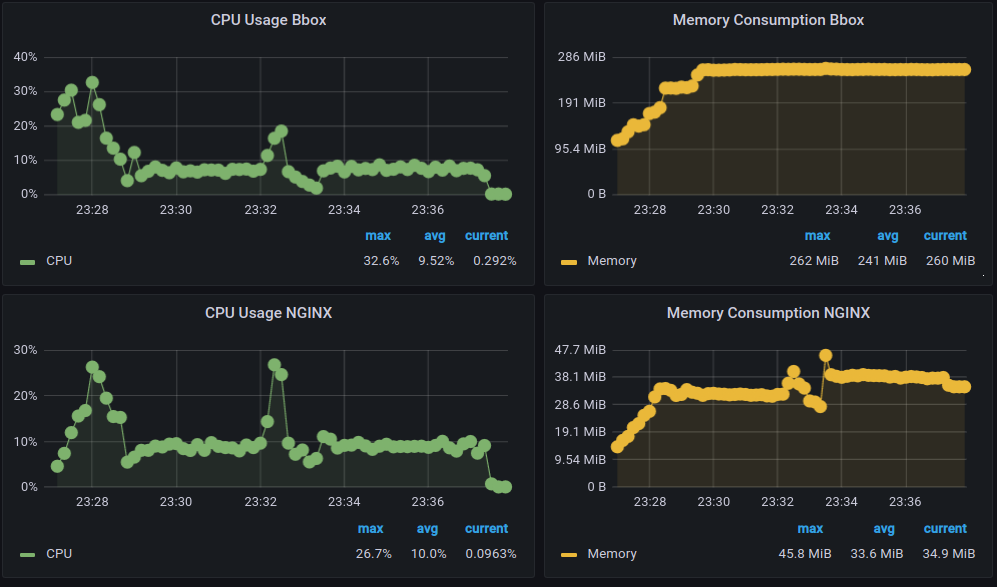 CPU Usage Bbox
40%
30%
20%
10%
0%
23:28 23:30 23:32 23:34 23:36
max avg current
CPU 32.6% 9.52% 0.292%
Memory Consumption Bbox
286 MiB
191 MiB
95.4 MiB
0 B
23:28 23:30 23:32 23:34 23:36
max avg current
Memory 262 MiB 241 MiB 260 MiB
CPU Usage NGINX
30%
20%
10%
0%
23:28 23:30 23:32 23:34 23:36
max avg current
CPU 26.7% 10.0% 0.0963%
Memory Consumption NGINX
47.7 MiB
38.1 MiB
28.6 MiB
19.1 MiB
9.54 MiB
0 B
23:28 23:30 23:32 23:34 23:36
max avg current
Memory 45.8 MiB 33.6 MiB 34.9 MiB